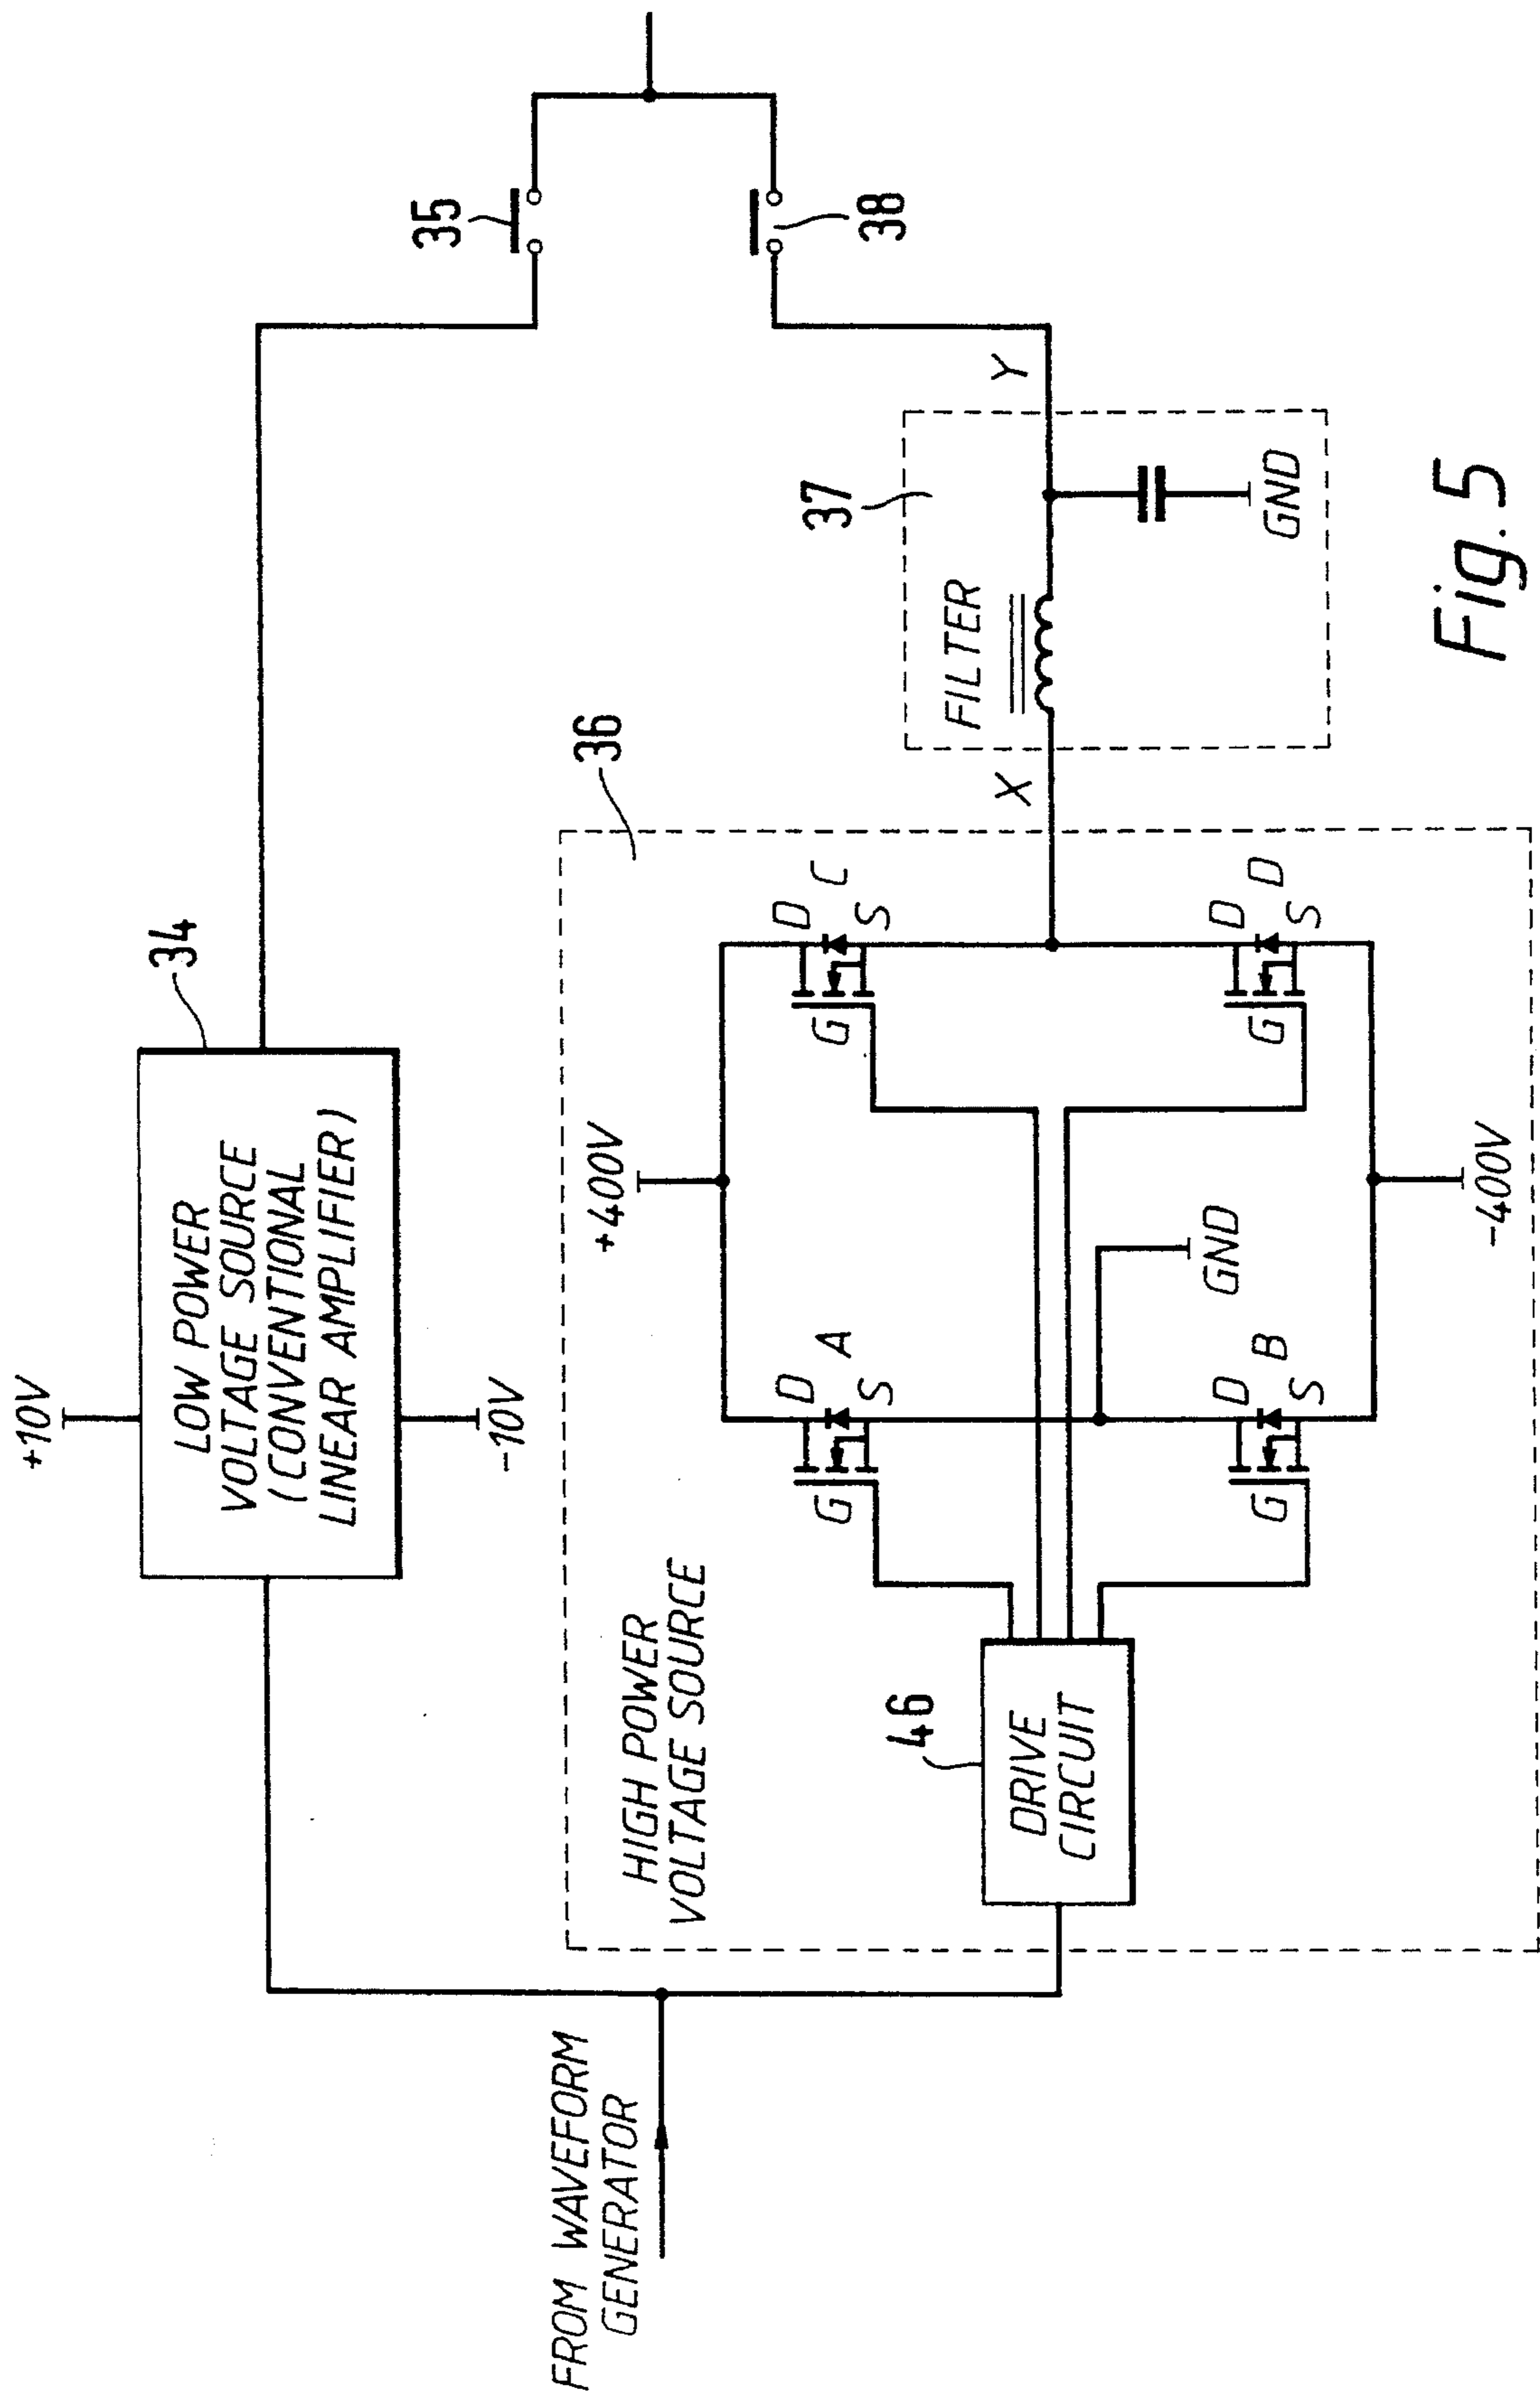 +10V
34
LOW POWER
VOLTAGE SOURCE
(CONVENTIONAL
LINEAR AMPLIFIER)
-10V
35
38
FROM WAVEFORM
GENERATOR
HIGH POWER
VOLTAGE SOURCE
36
+400V
D
A
S
G
D
C
S
G
46
DRIVE
CIRCUIT
GND
D
B
S
G
D
D
S
G
-400V
X
37
FILTER
Y
GND
Fig. 5